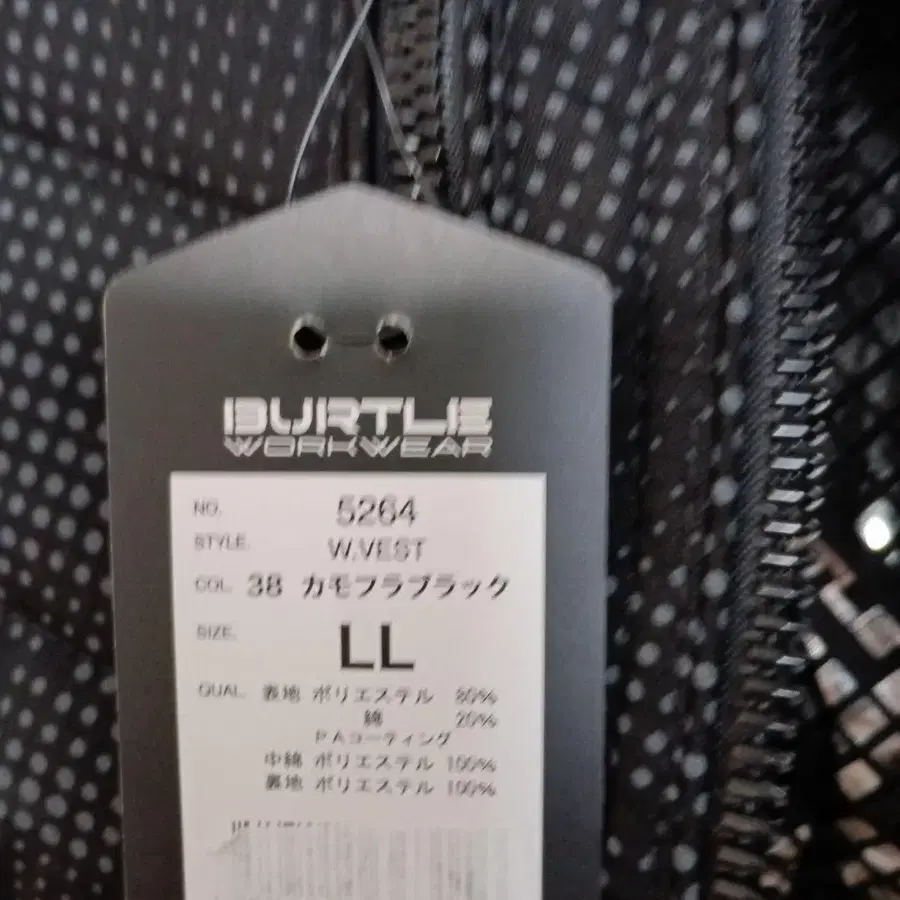 BURTLE
WORKWEAR
NO. 5264
STYLE. W.VEST
COL. 38 カモフラブラック
SIZE. LL
QUAL. 表地 ポリエステル 80%
綿 20%
PAコーティング
中綿 ポリエステル 100%
裏地 ポリエステル 100%